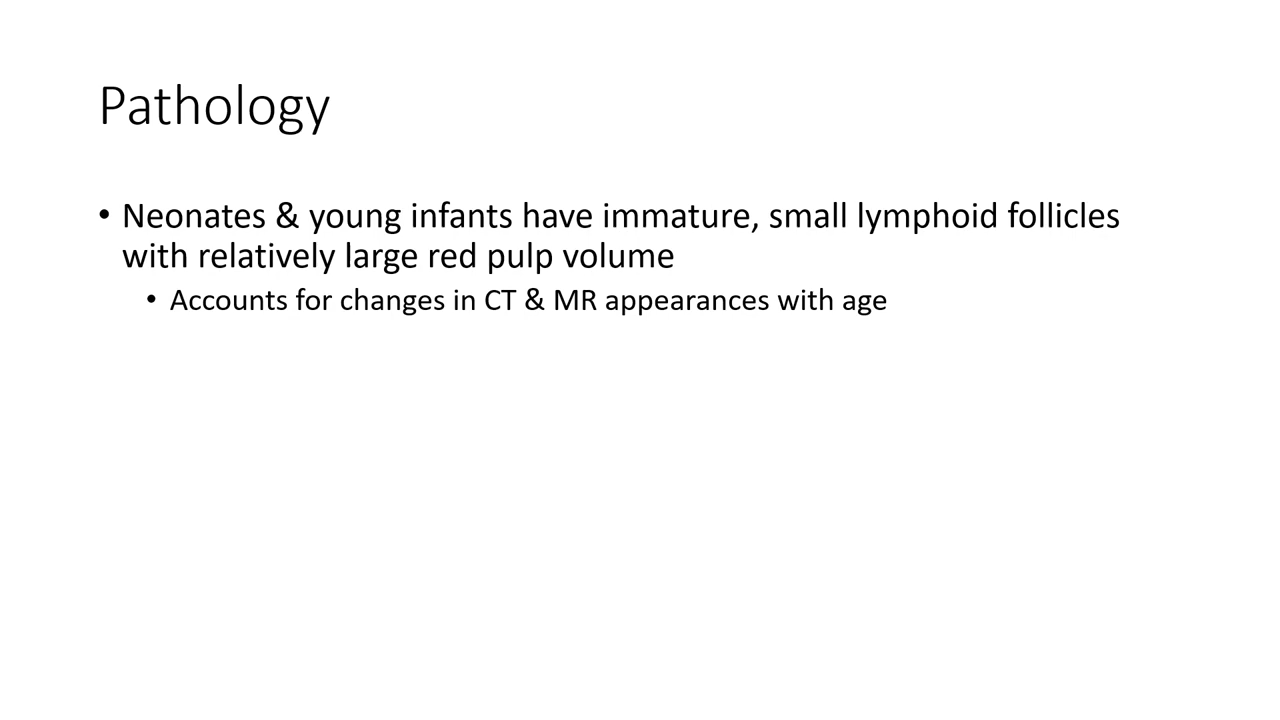 Pathology
• Neonates & young infants have immature, small lymphoid follicles
with relatively large red pulp volume
• Accounts for changes in CT & MR appearances with age